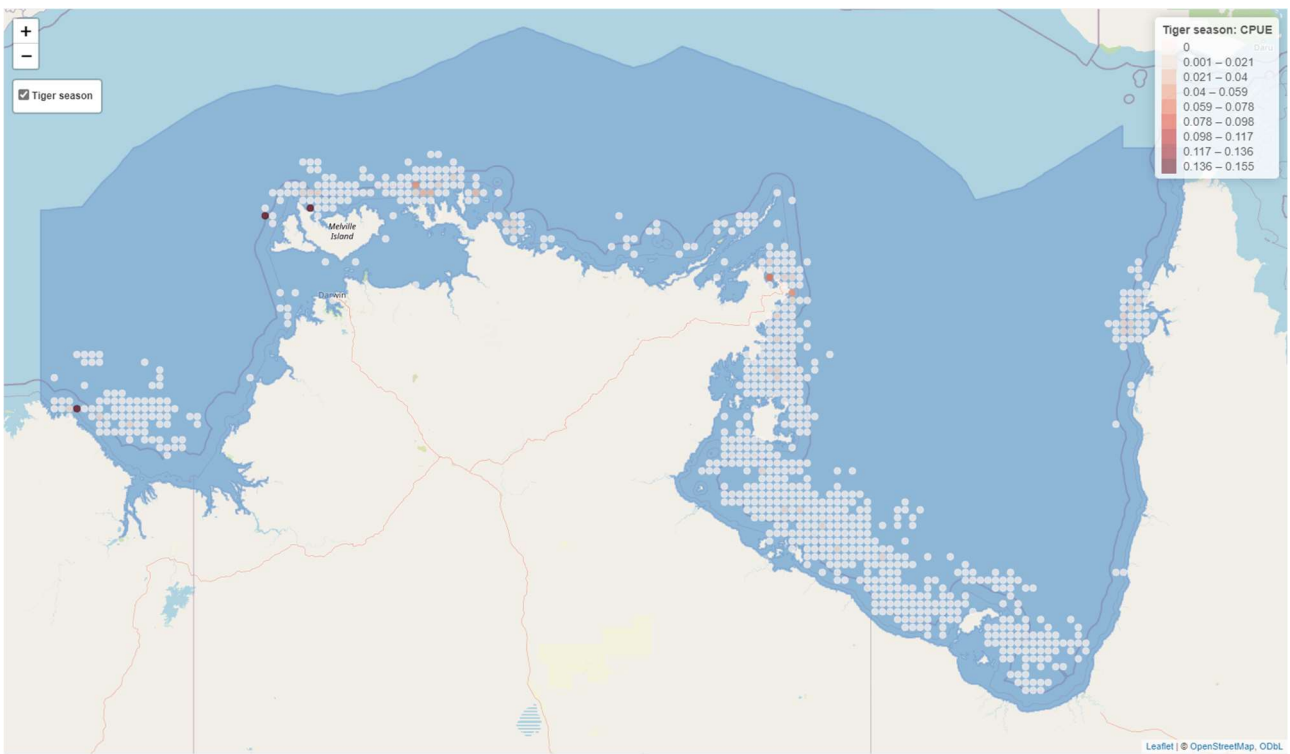 +
−
Tiger season
Tiger season: CPUE
0
0.001 – 0.021
0.021 – 0.04
0.04 – 0.059
0.059 – 0.078
0.078 – 0.098
0.098 – 0.117
0.117 – 0.136
0.136 – 0.155
Daru
Melville
Island
Darwin
Leaflet | © OpenStreetMap, ODbL